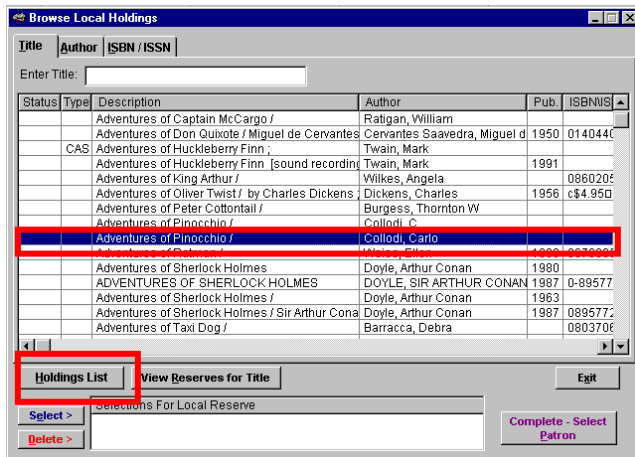 Browse Local Holdings
Title Author ISBN / ISSN
Enter Title:
Status Type Description Author Pub. ISBN\IS
Adventures of Captain McCargo / Ratigan, William
Adventures of Don Quixote / Miguel de Cervantes Cervantes Saavedra, Miguel d 1950 014044
CAS Adventures of Huckleberry Finn ; Twain, Mark
Adventures of Huckleberry Finn [sound recording Twain, Mark 1991
Adventures of King Arthur / Wilkes, Angela 086020
Adventures of Oliver Twist / by Charles Dickens ; Dickens, Charles 1956 c$4.95
Adventures of Peter Cottontail / Burgess, Thornton W
Adventures of Pinocchio / Collodi, C
Adventures of Pinocchio / Collodi, Carlo
Adventures of Sherlock Holmes Doyle, Arthur Conan 1980
ADVENTURES OF SHERLOCK HOLMES DOYLE, SIR ARTHUR CONAN 1987 0-89577
Adventures of Sherlock Holmes / Doyle, Arthur Conan 1963
Adventures of Sherlock Holmes / Sir Arthur Cona Doyle, Arthur Conan 1987 0895772
Adventures of Taxi Dog / Barracca, Debra 080370
Holdings List View Reserves for Title Exit
Selections For Local Reserve
Select >
Delete >
Complete - Select
Patron